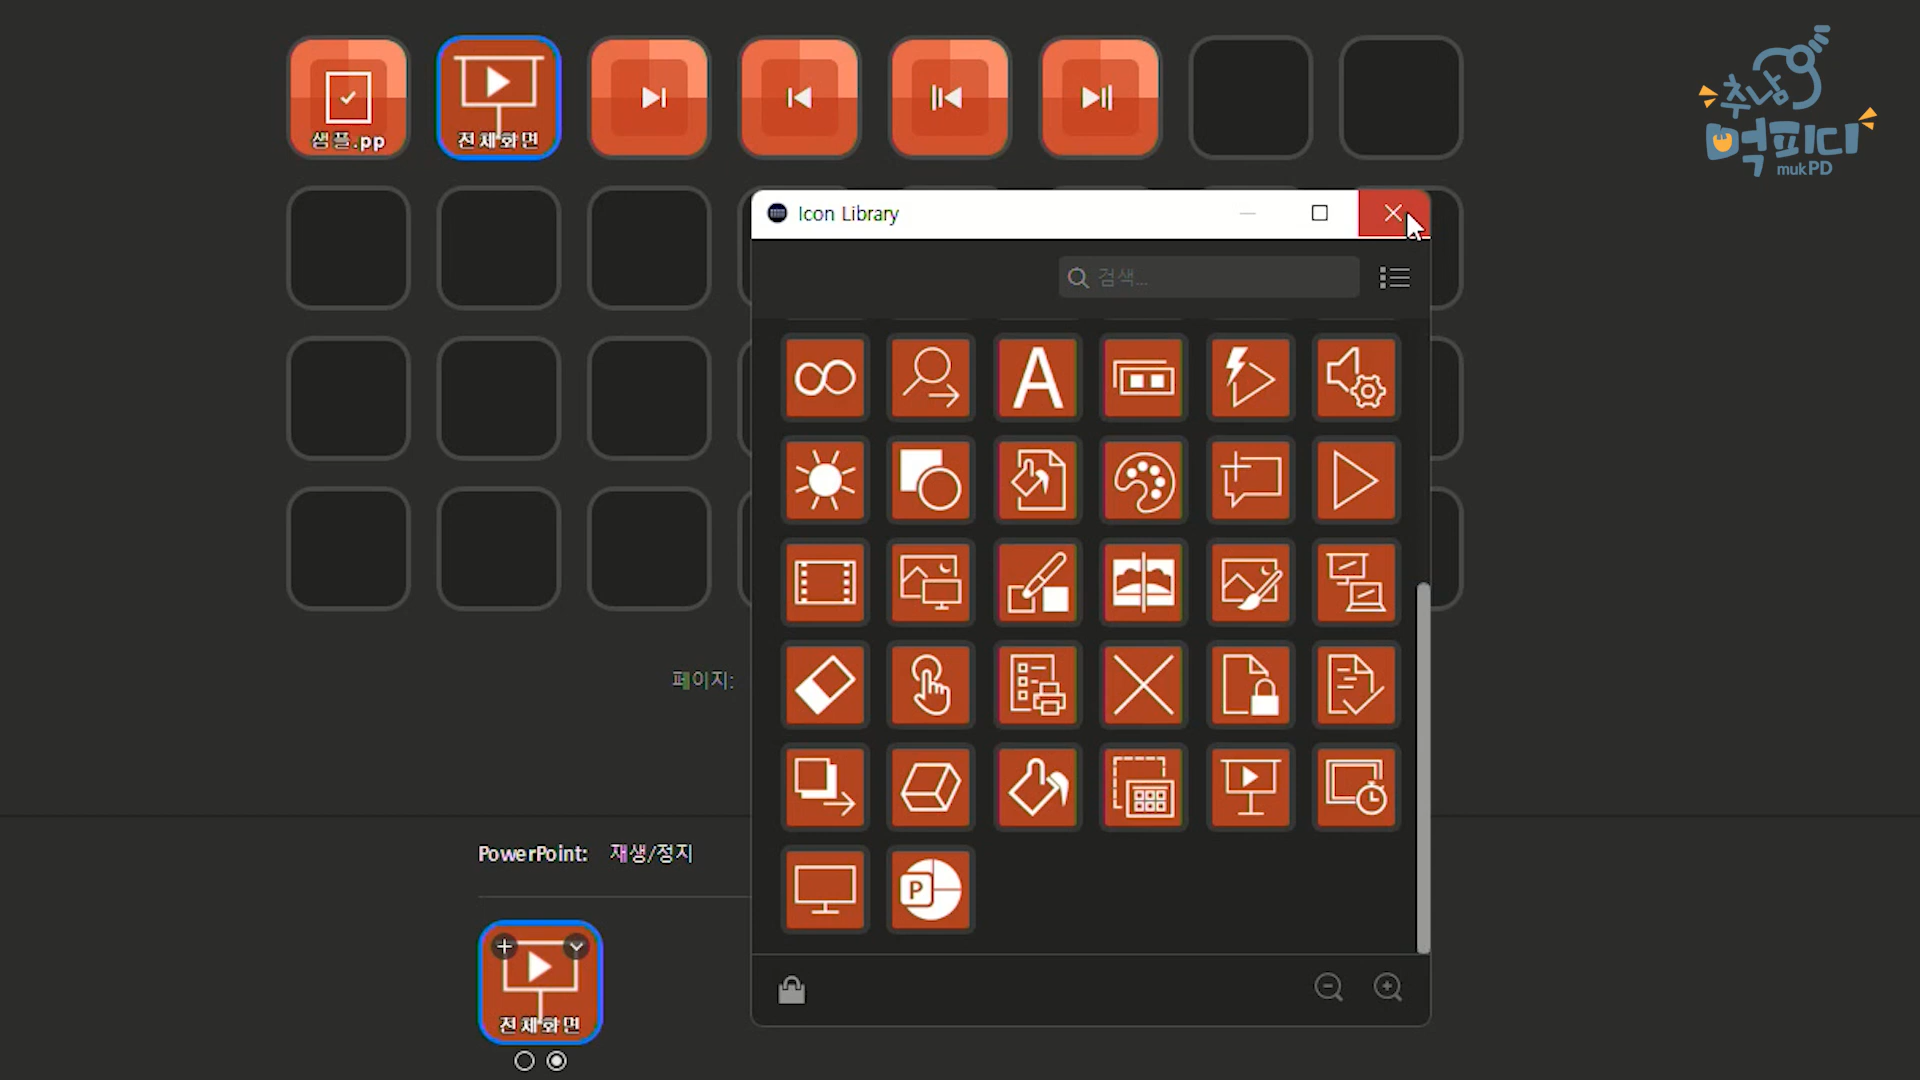 샘플.pp
전체화면
추남
먹피디
mukPD
Icon Library
검색...
A
페이지:
PowerPoint: 재생/정지
P
전체화면